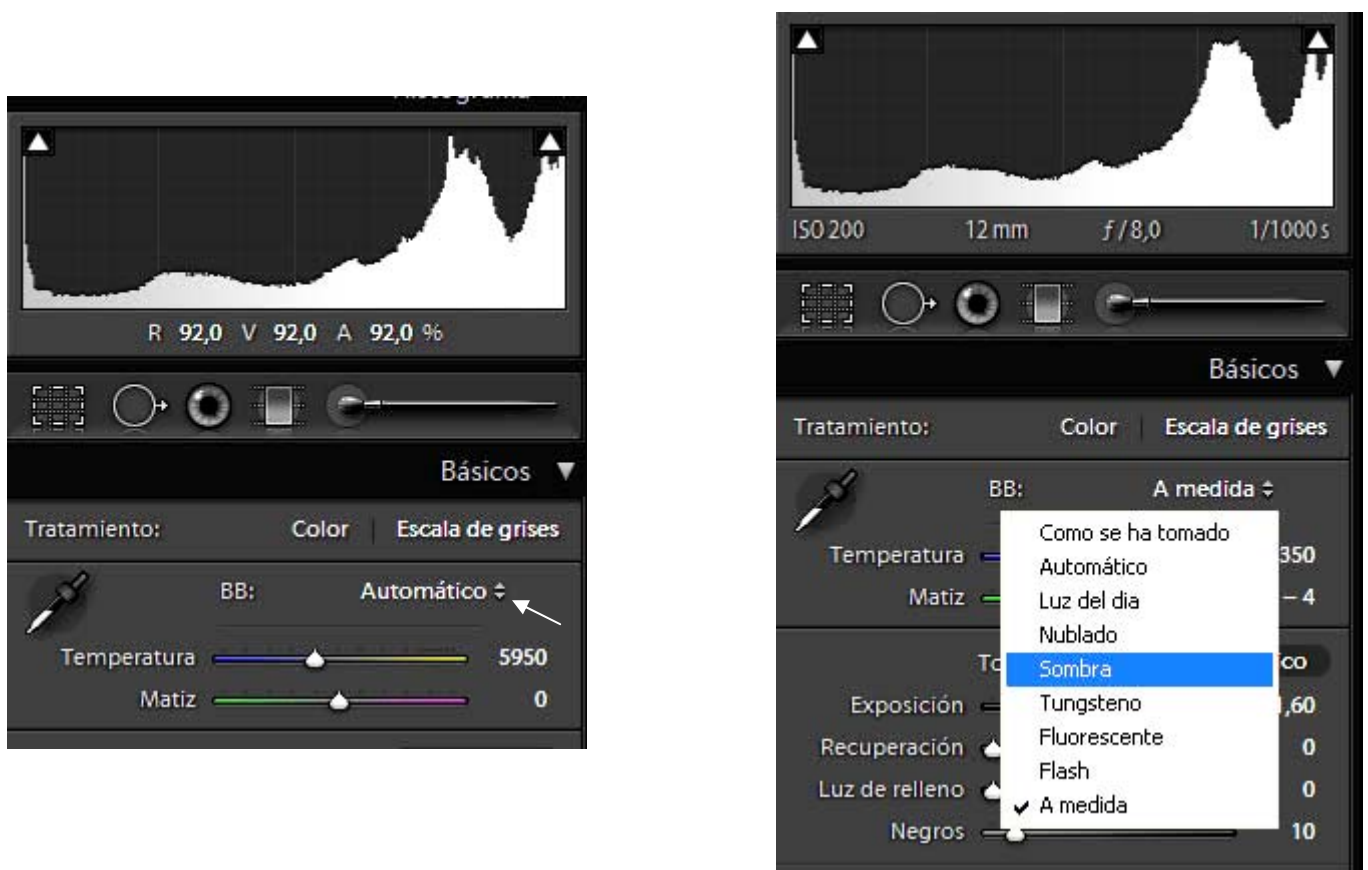 Histograma
R 92,0 V 92,0 A 92,0 %
Básicos
Tratamiento: Color Escala de grises
BB: Automático
Temperatura 5950
Matiz 0
ISO 200 12 mm ƒ / 8,0 1/1000 s
Básicos
Tratamiento: Color Escala de grises
BB: A medida
Como se ha tomado
Automático
Luz del dia
Nublado
Sombra
Tungsteno
Fluorescente
Flash
A medida
Temperatura 350
Matiz – 4
Exposición ,60
Recuperación 0
Luz de relleno 0
Negros 10